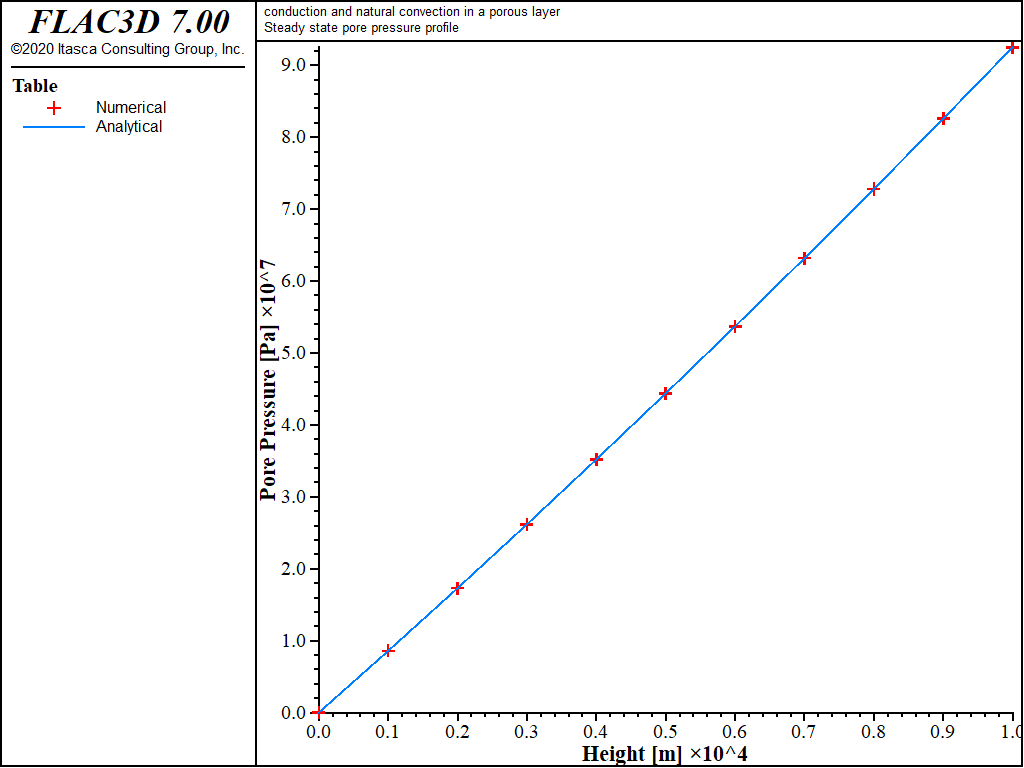 FLAC3D 7.00
©2020 Itasca Consulting Group, Inc.
Table
Numerical
Analytical
conduction and natural convection in a porous layer
Steady state pore pressure profile
Pore Pressure [Pa] ×10^7
9.0
8.0
7.0
6.0
5.0
4.0
3.0
2.0
1.0
0.0
0.0 0.1 0.2 0.3 0.4 0.5 0.6 0.7 0.8 0.9 1.0
Height [m] ×10^4